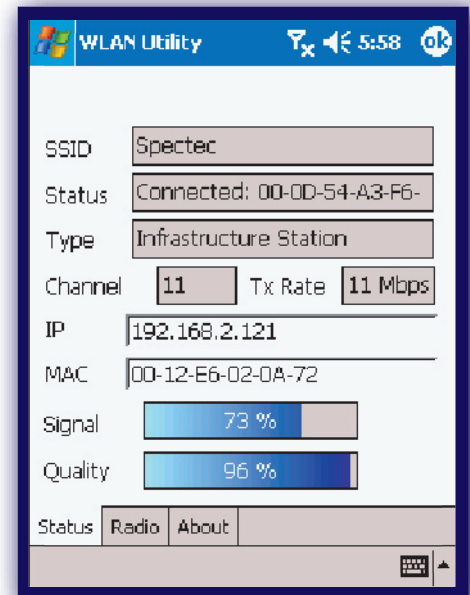 WLAN Utility 5:58 ok
SSID Spectec
Status Connected: 00-0D-54-A3-F6-
Type Infrastructure Station
Channel 11 Tx Rate 11 Mbps
IP 192.168.2.121
MAC 00-12-E6-02-0A-72
Signal 73 %
Quality 96 %
Status Radio About